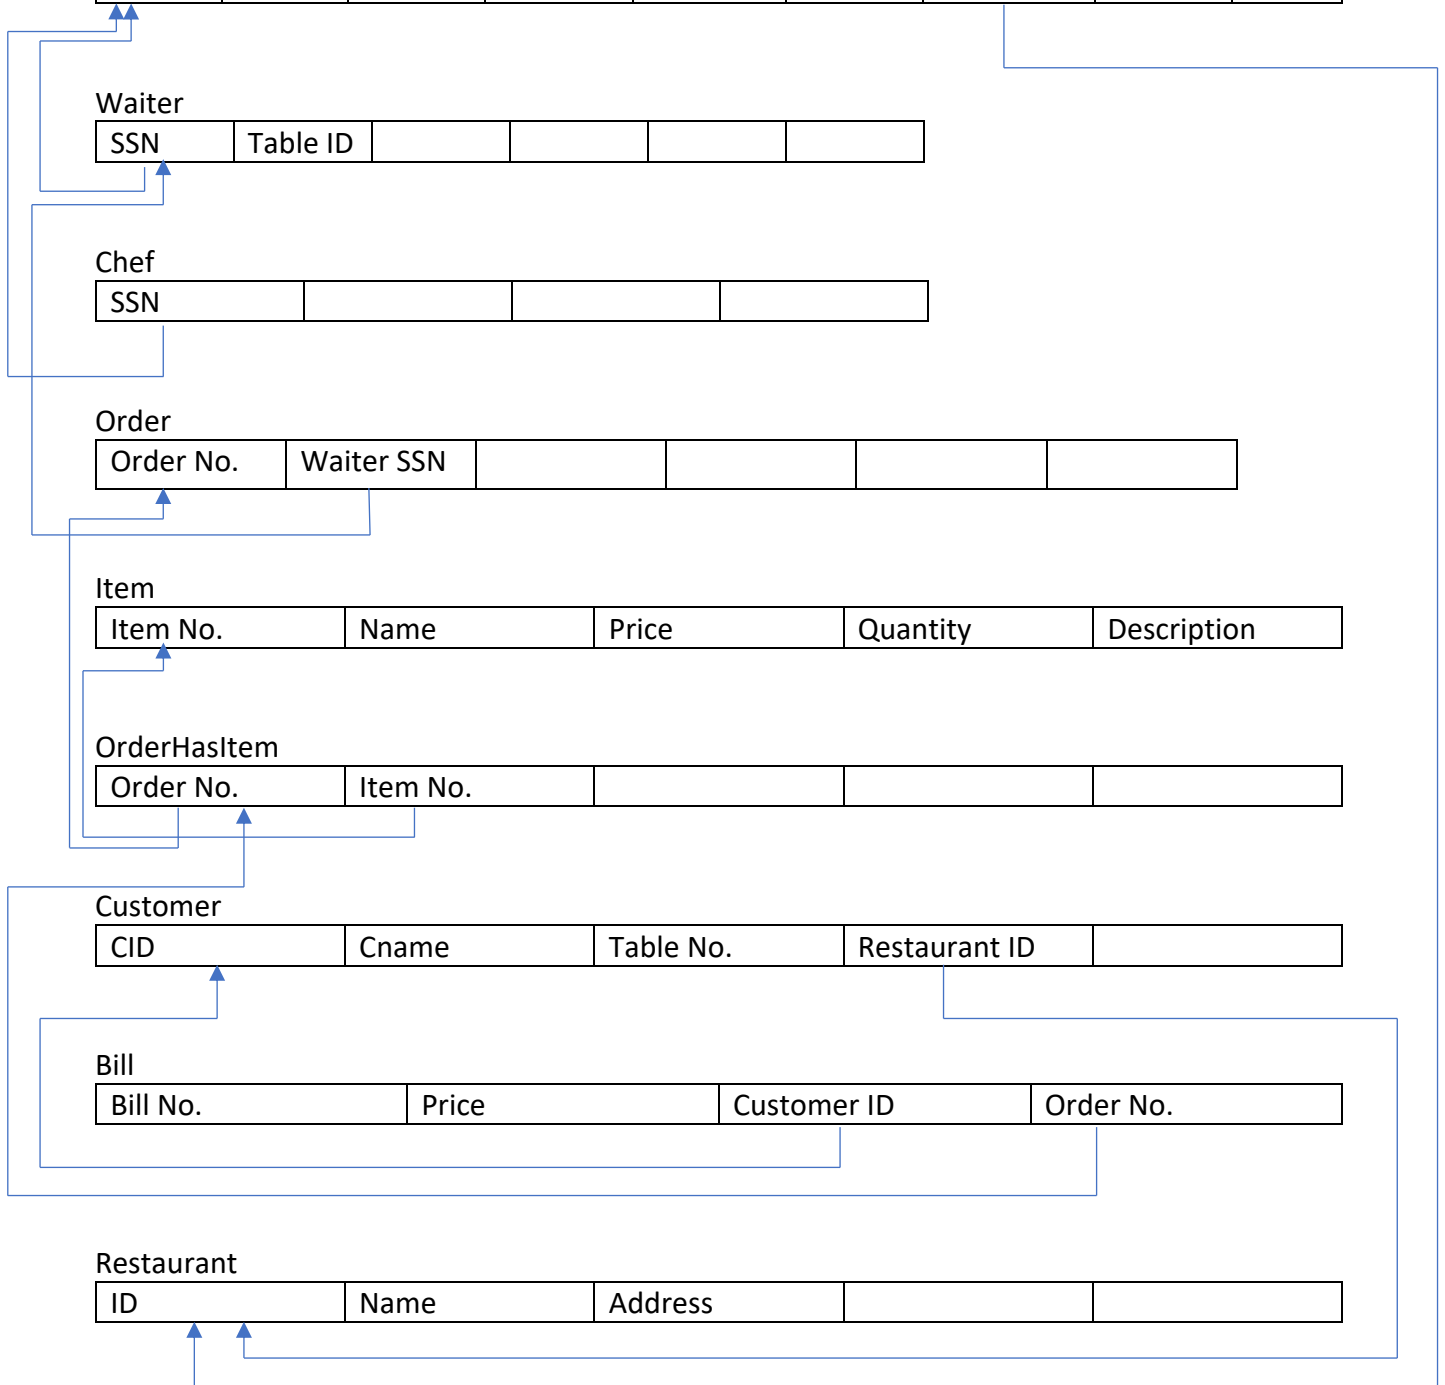 Waiter
SSN Table ID
Chef
SSN
Order
Order No. Waiter SSN
Item
Item No. Name Price Quantity Description
OrderHasItem
Order No. Item No.
Customer
CID Cname Table No. Restaurant ID
Bill
Bill No. Price Customer ID Order No.
Restaurant
ID Name Address